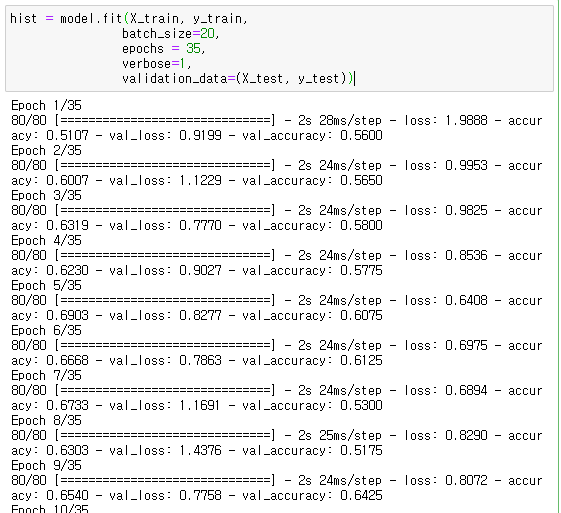 hist = model.fit(X_train, y_train,
batch_size=20,
epochs = 35,
verbose=1,
validation_data=(X_test, y_test))
Epoch 1/35
80/80 [==============================] - 2s 28ms/step - loss: 1.9888 - accur
acy: 0.5107 - val_loss: 0.9199 - val_accuracy: 0.5600
Epoch 2/35
80/80 [==============================] - 2s 24ms/step - loss: 0.9953 - accur
acy: 0.6007 - val_loss: 1.1229 - val_accuracy: 0.5650
Epoch 3/35
80/80 [==============================] - 2s 24ms/step - loss: 0.9825 - accur
acy: 0.6319 - val_loss: 0.7770 - val_accuracy: 0.5800
Epoch 4/35
80/80 [==============================] - 2s 24ms/step - loss: 0.8536 - accur
acy: 0.6230 - val_loss: 0.9027 - val_accuracy: 0.5775
Epoch 5/35
80/80 [==============================] - 2s 24ms/step - loss: 0.6408 - accur
acy: 0.6903 - val_loss: 0.8277 - val_accuracy: 0.6075
Epoch 6/35
80/80 [==============================] - 2s 24ms/step - loss: 0.6975 - accur
acy: 0.6668 - val_loss: 0.7863 - val_accuracy: 0.6125
Epoch 7/35
80/80 [==============================] - 2s 24ms/step - loss: 0.6894 - accur
acy: 0.6733 - val_loss: 1.1691 - val_accuracy: 0.5300
Epoch 8/35
80/80 [==============================] - 2s 25ms/step - loss: 0.8290 - accur
acy: 0.6303 - val_loss: 1.4376 - val_accuracy: 0.5175
Epoch 9/35
80/80 [==============================] - 2s 24ms/step - loss: 0.8072 - accur
acy: 0.6540 - val_loss: 0.7758 - val_accuracy: 0.6425
Epoch 10/35